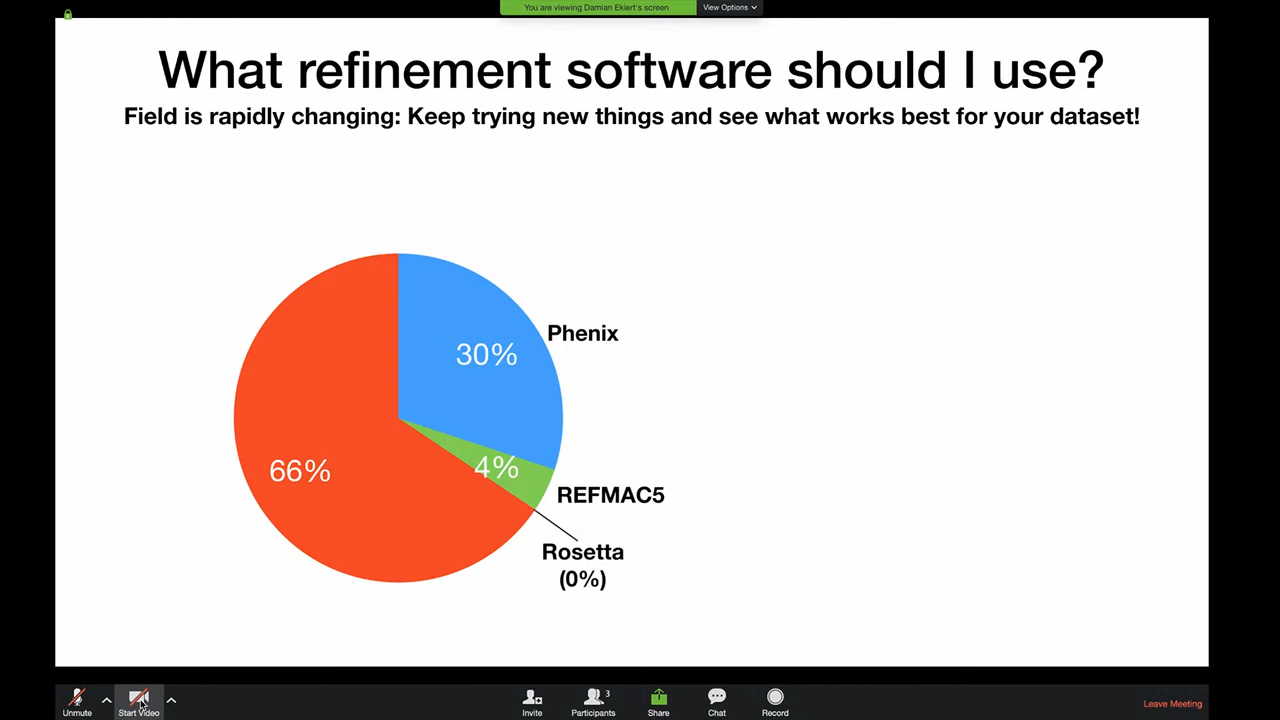 You are viewing Damian Ekiert's screen
View Options
What refinement software should I use?
Field is rapidly changing: Keep trying new things and see what works best for your dataset!
Phenix
30%
66%
4%
REFMAC5
Rosetta
(0%)
Unmute
Start Video
Invite
3
Participants
Share
Chat
Record
Leave Meeting